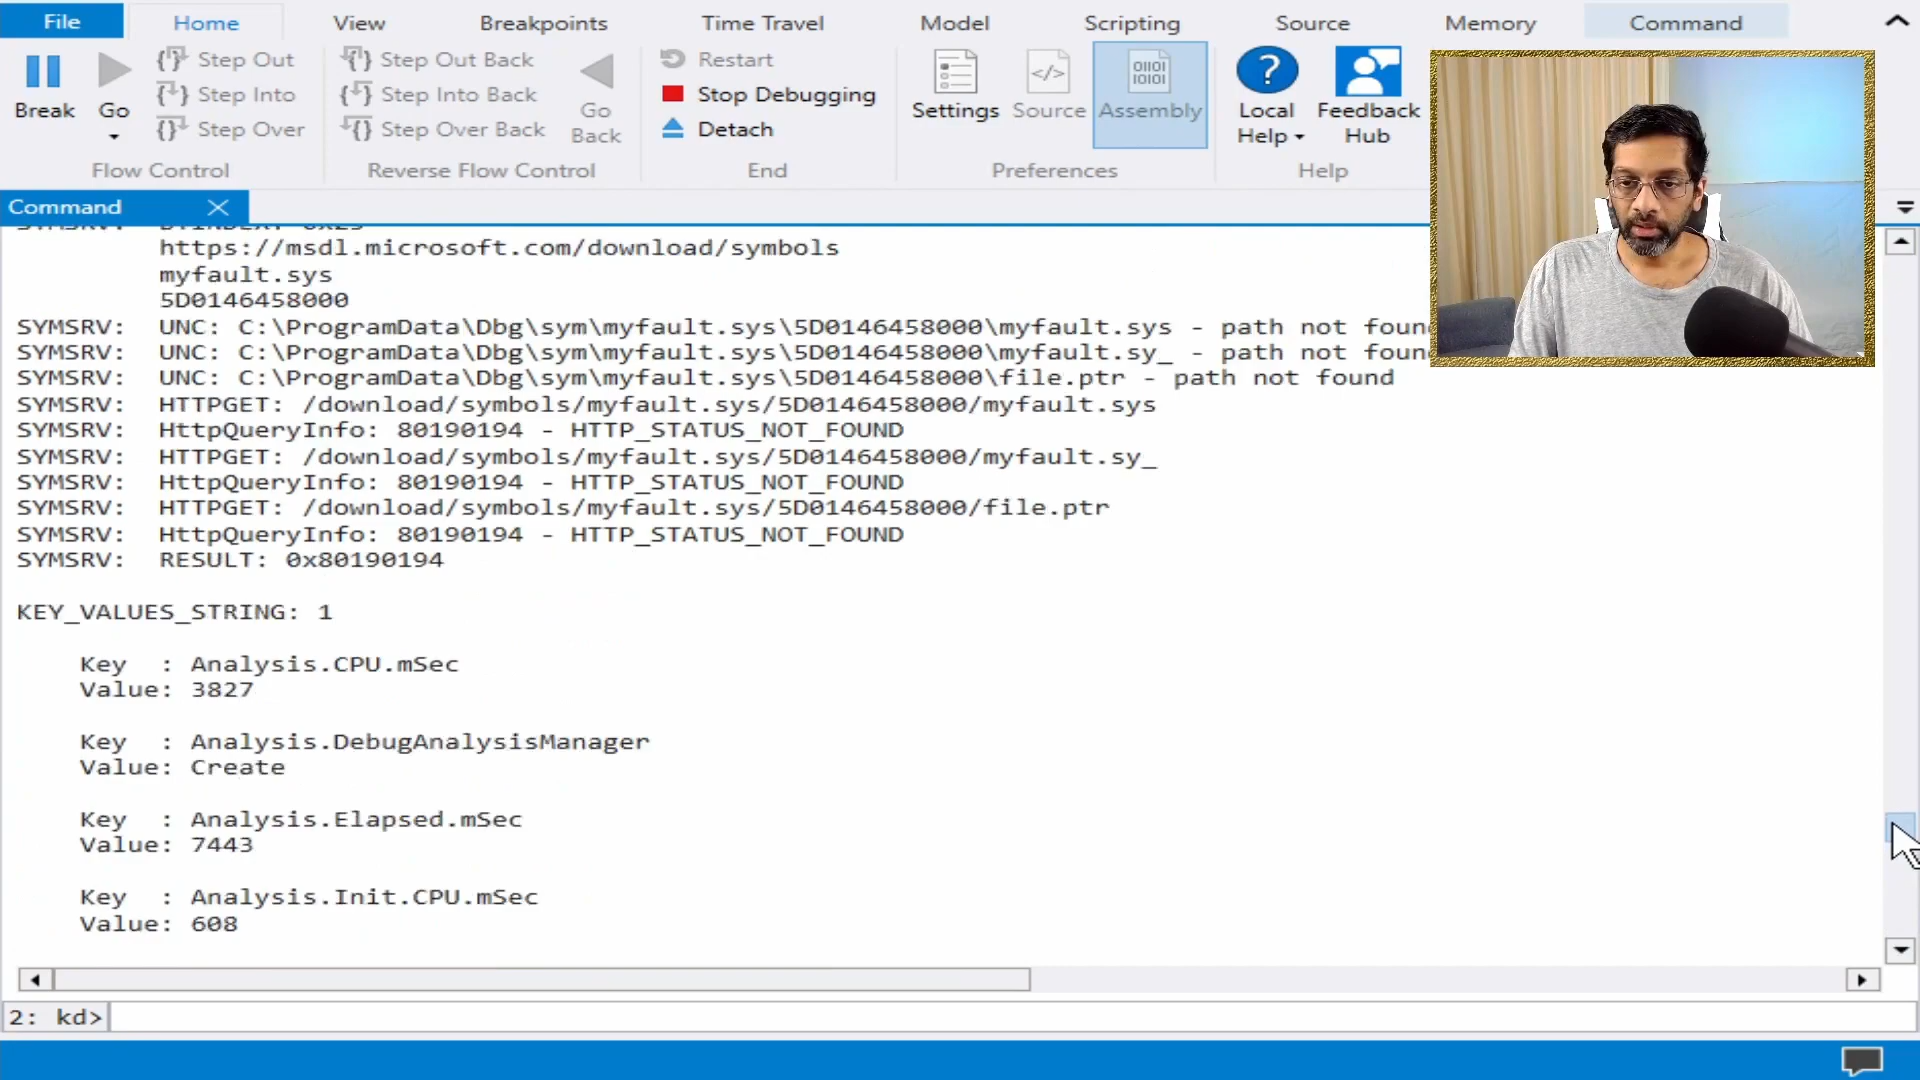 File Home View Breakpoints Time Travel Model Scripting Source Memory Command
Break
Go
Step Out
Step Into
Step Over
Flow Control
Step Out Back
Step Into Back
Step Over Back
Go
Back
Reverse Flow Control
Restart
Stop Debugging
Detach
End
Settings
Source
Assembly
Preferences
Local
Help
Feedback
Hub
Help
Command
https://msdl.microsoft.com/download/symbols
myfault.sys
5D0146458000
SYMSRV: UNC: C:\ProgramData\Dbg\sym\myfault.sys\5D0146458000\myfault.sys - path not foun
SYMSRV: UNC: C:\ProgramData\Dbg\sym\myfault.sys\5D0146458000\myfault.sy_ - path not foun
SYMSRV: UNC: C:\ProgramData\Dbg\sym\myfault.sys\5D0146458000\file.ptr - path not found
SYMSRV: HTTPGET: /download/symbols/myfault.sys/5D0146458000/myfault.sys
SYMSRV: HttpQueryInfo: 80190194 - HTTP_STATUS_NOT_FOUND
SYMSRV: HTTPGET: /download/symbols/myfault.sys/5D0146458000/myfault.sy_
SYMSRV: HttpQueryInfo: 80190194 - HTTP_STATUS_NOT_FOUND
SYMSRV: HTTPGET: /download/symbols/myfault.sys/5D0146458000/file.ptr
SYMSRV: HttpQueryInfo: 80190194 - HTTP_STATUS_NOT_FOUND
SYMSRV: RESULT: 0x80190194
KEY_VALUES_STRING: 1
Key : Analysis.CPU.mSec
Value: 3827
Key : Analysis.DebugAnalysisManager
Value: Create
Key : Analysis.Elapsed.mSec
Value: 7443
Key : Analysis.Init.CPU.mSec
Value: 608
2: kd>